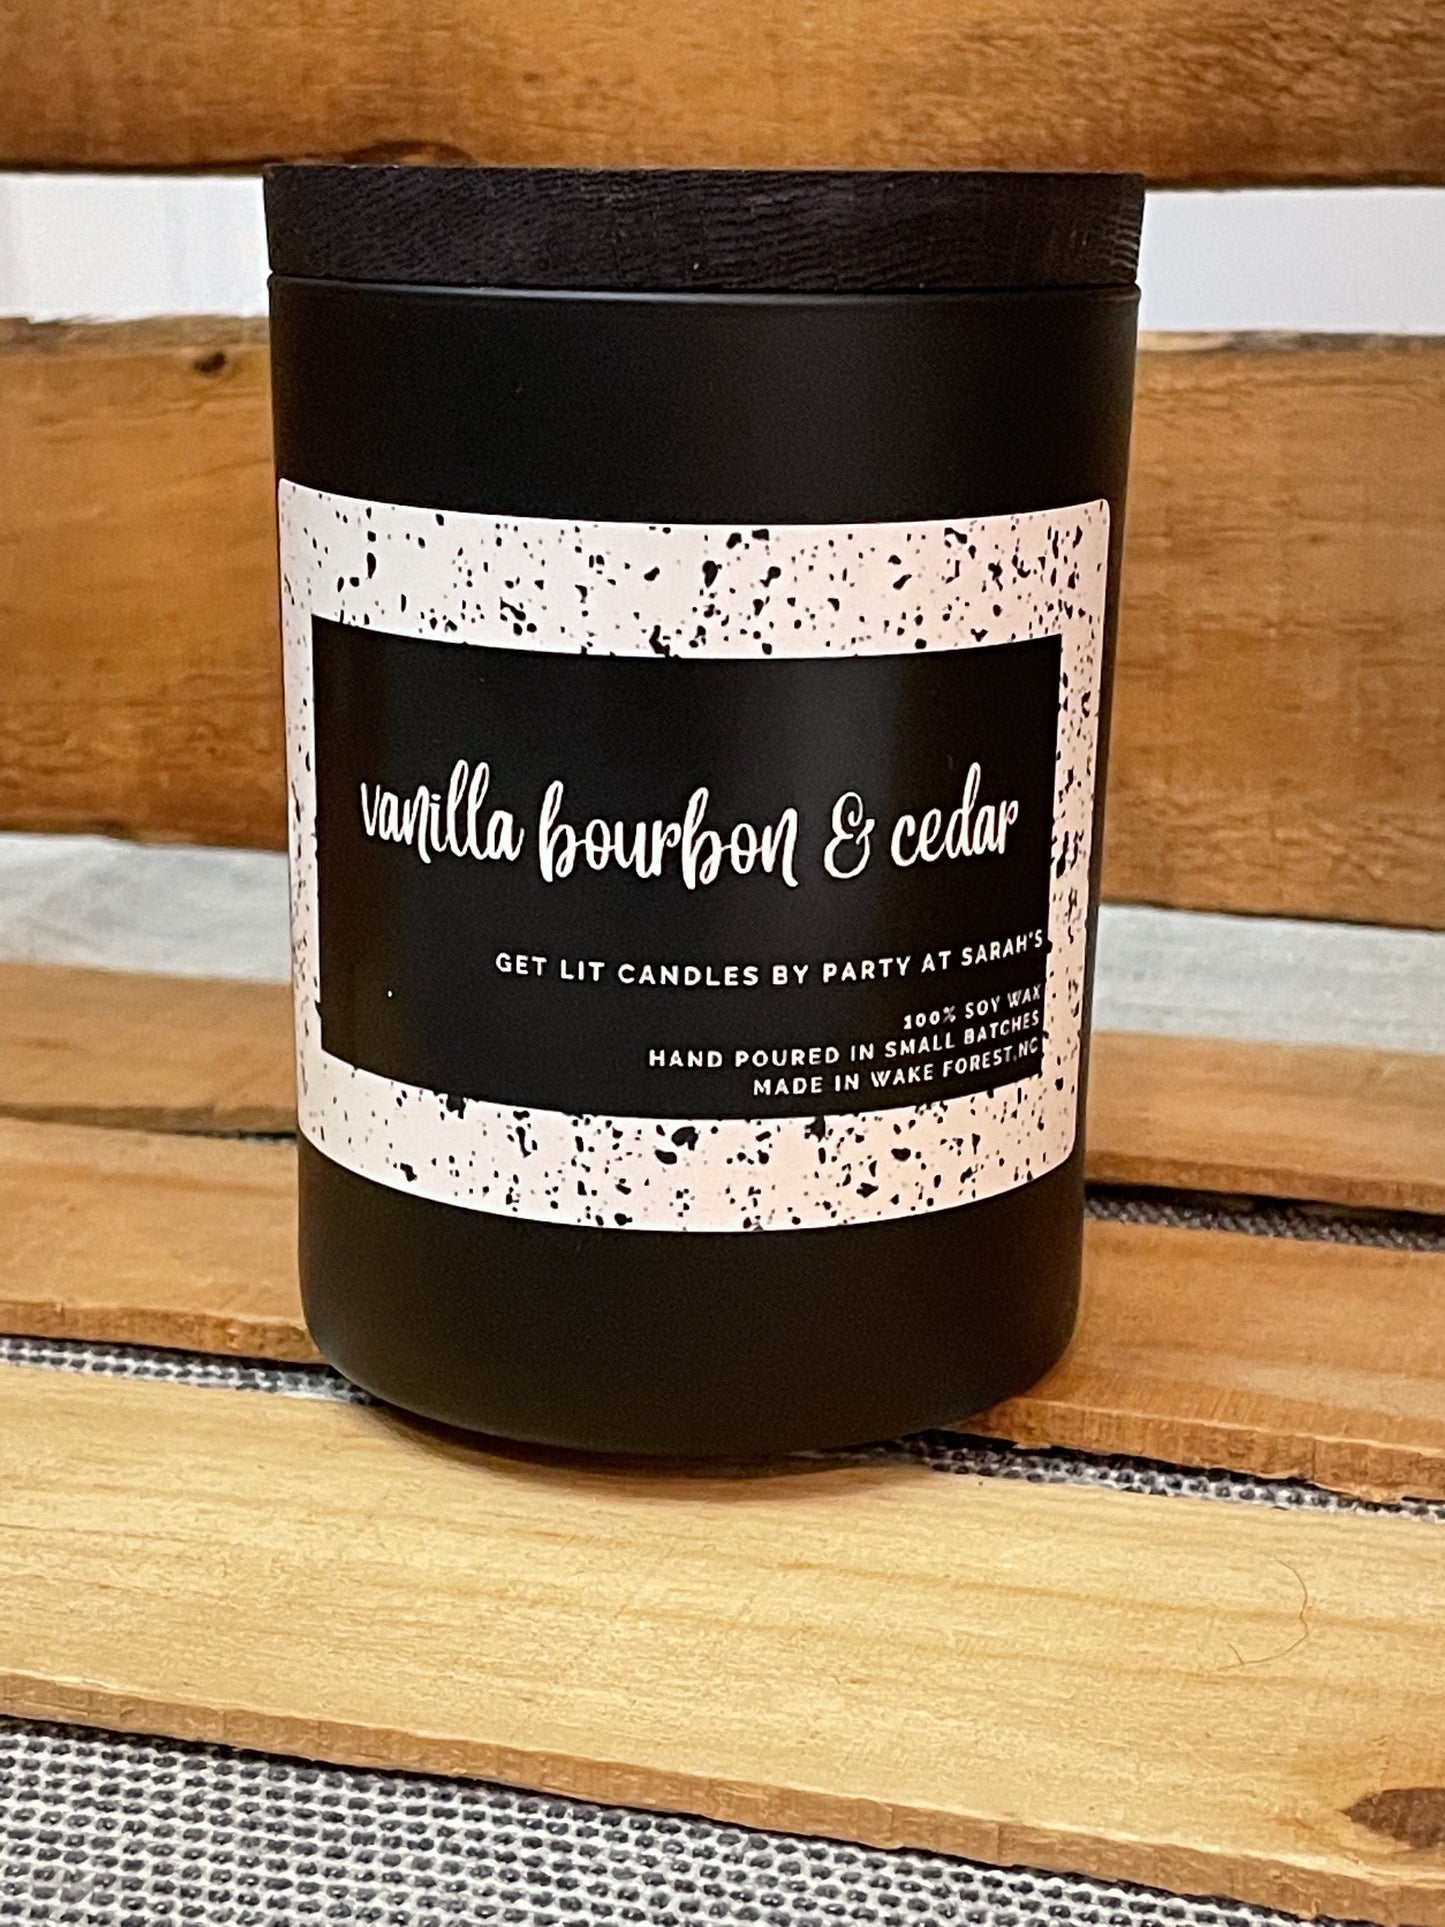 vanilla bourbon & cedar
GET LIT CANDLES BY PARTY AT SARAH'S
100% SOY WAX
HAND POURED IN SMALL BATCHES
MADE IN WAKE FOREST,NC